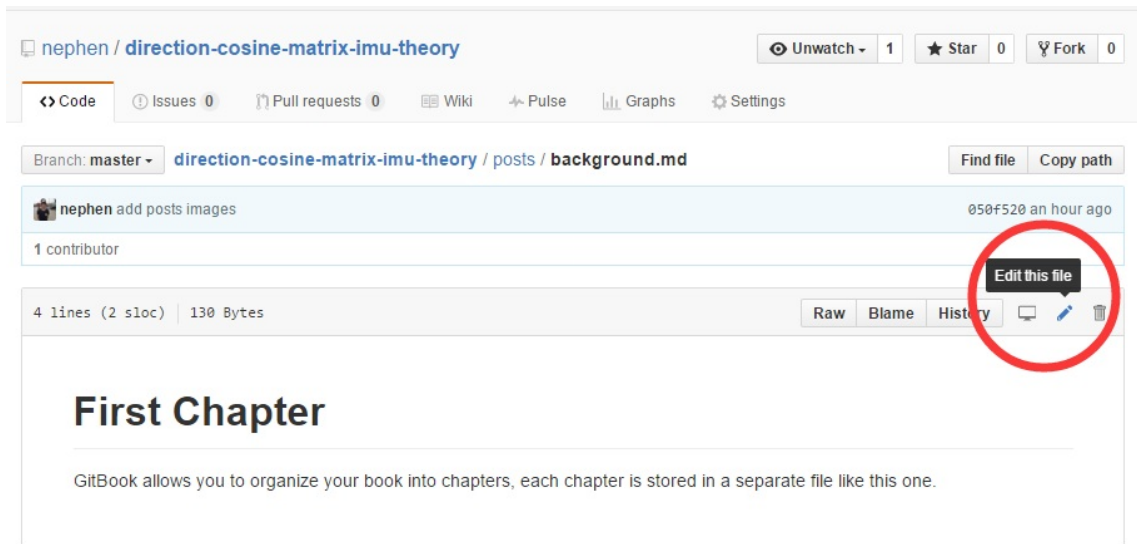 nephen / direction-cosine-matrix-imu-theory
Unwatch 1 Star 0 Fork 0
Code Issues 0 Pull requests 0 Wiki Pulse Graphs Settings
Branch: master direction-cosine-matrix-imu-theory / posts / background.md Find file Copy path
nephen add posts images 050f520 an hour ago
1 contributor
Edit this file
4 lines (2 sloc) 130 Bytes Raw Blame History
First Chapter
GitBook allows you to organize your book into chapters, each chapter is stored in a separate file like this one.